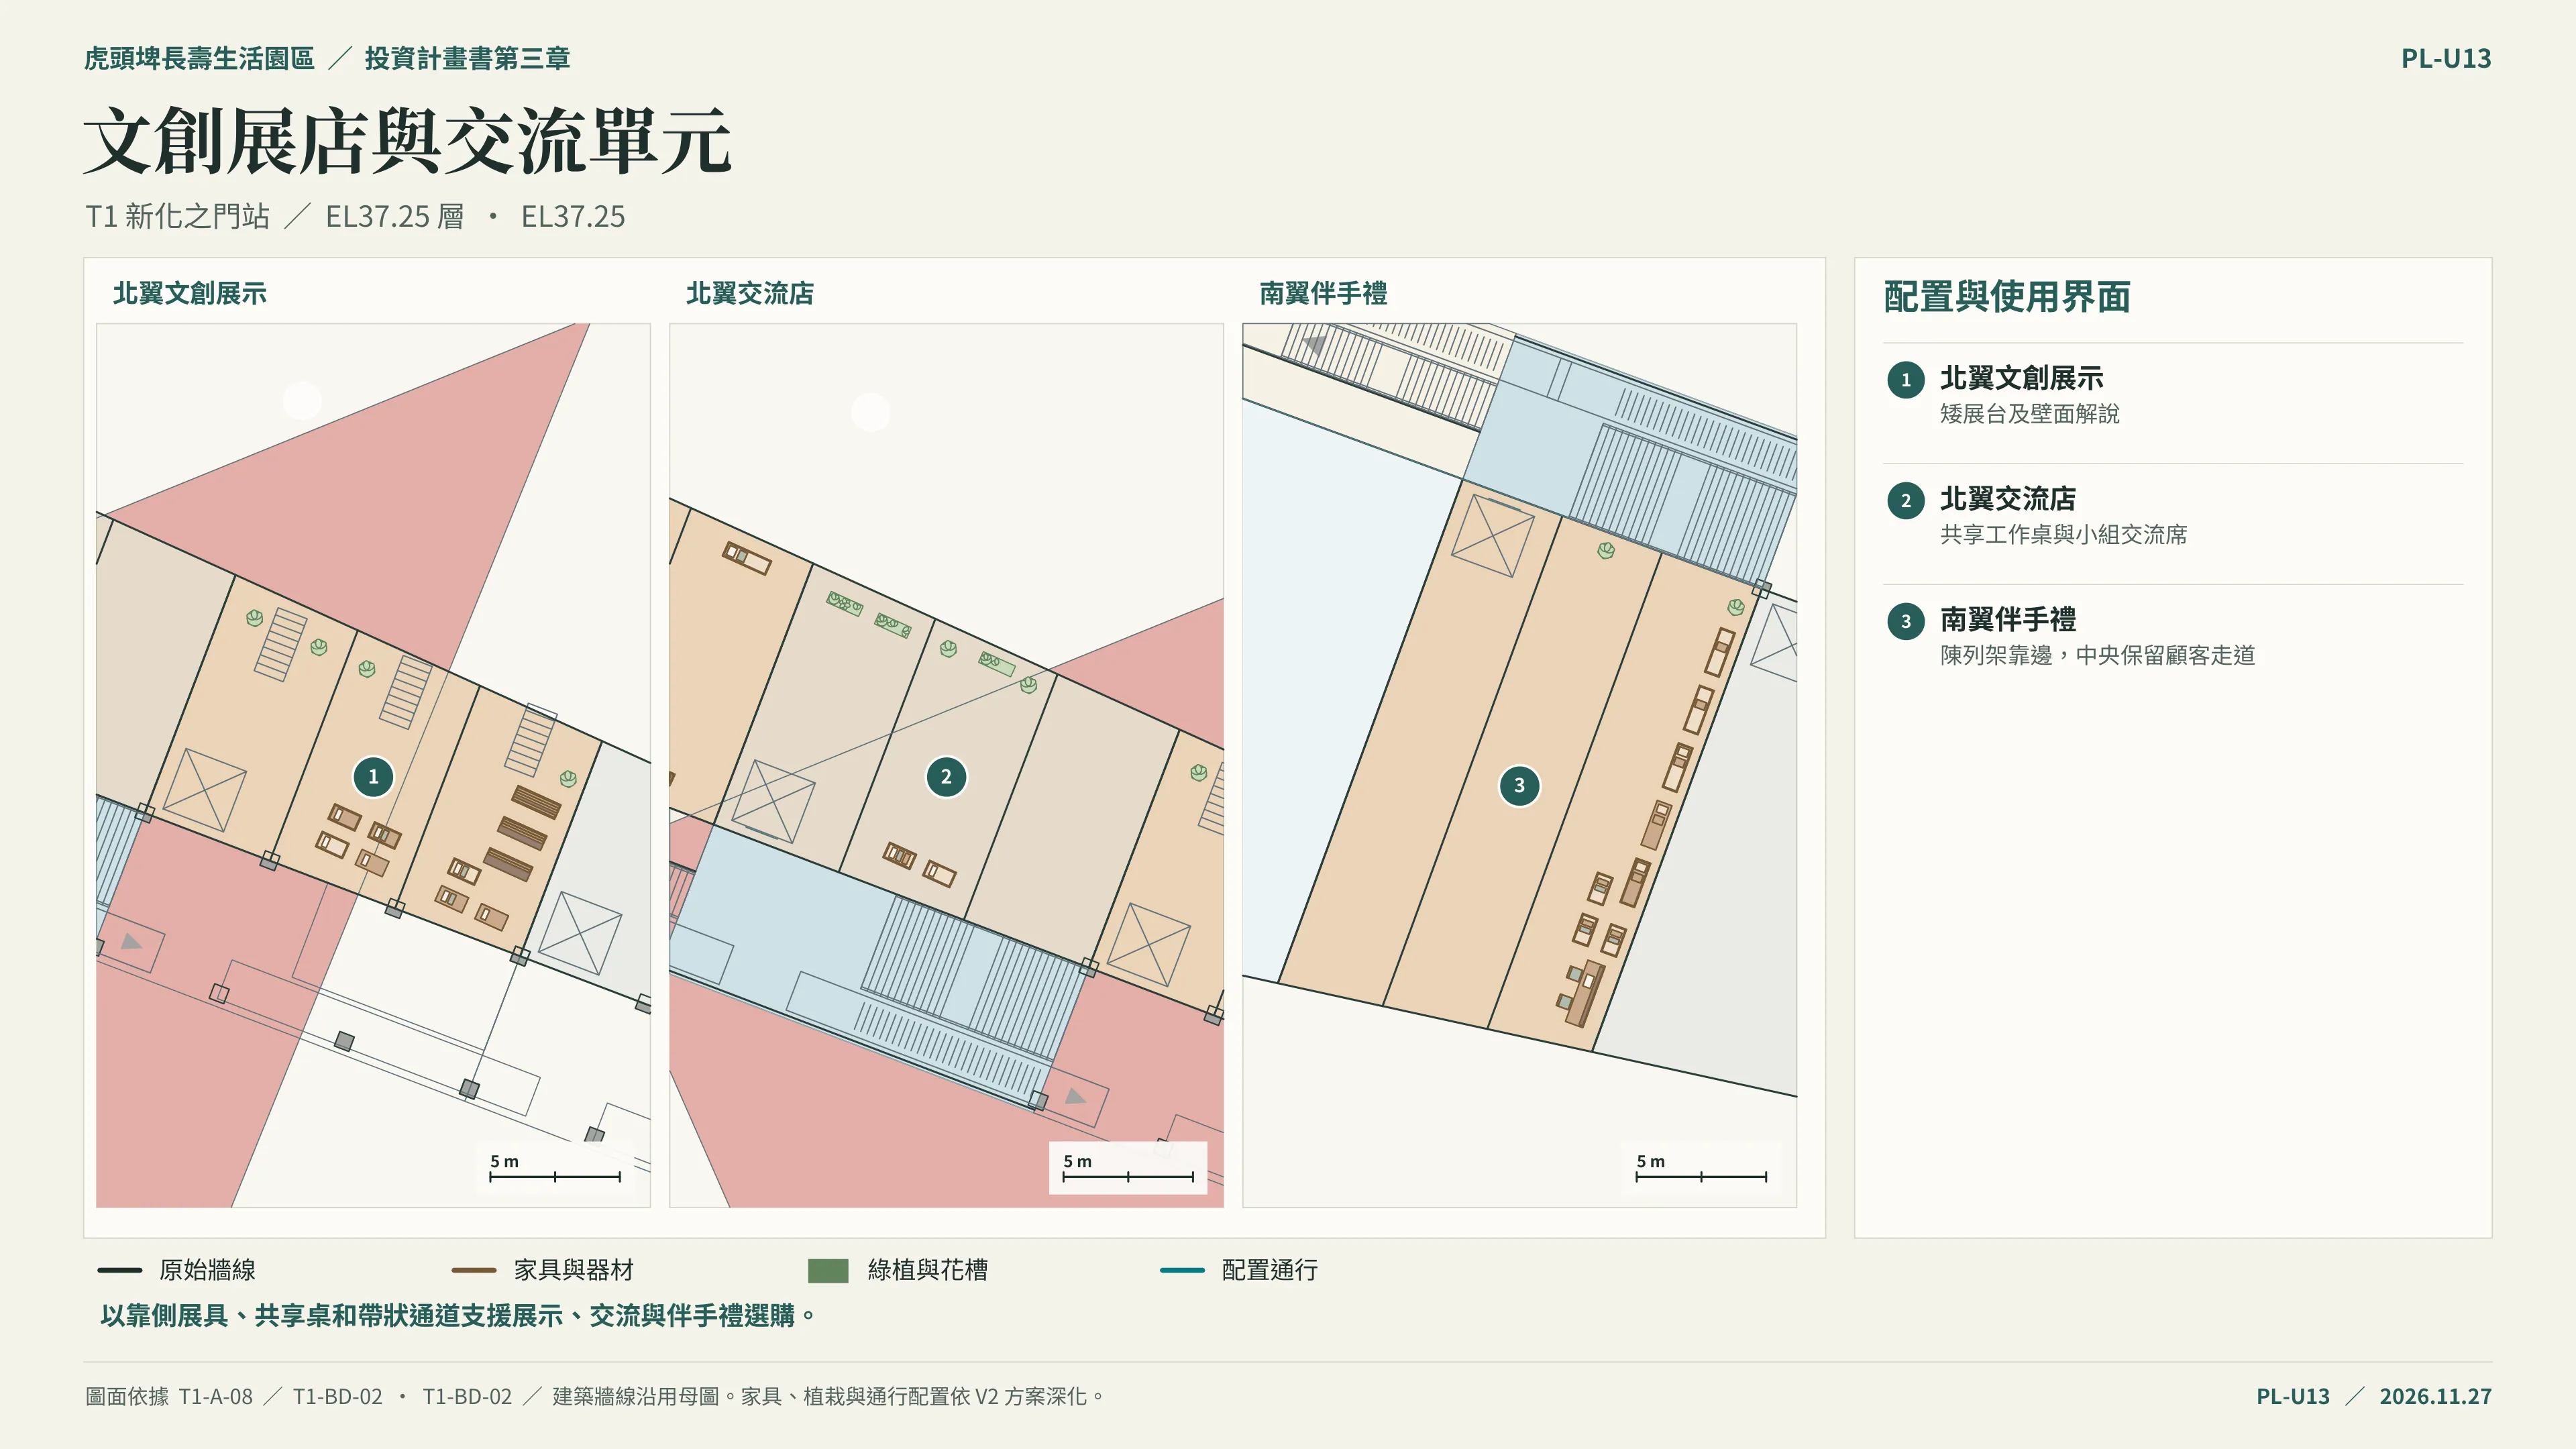 虎頭埤長壽生活園區 ／ 投資計畫書第三章
PL-U13
文創展店與交流單元
T1 新化之門站 ／ EL37.25 層 ・ EL37.25
北翼文創展示
北翼交流店
南翼伴手禮
1
2
3
5 m
5 m
5 m
配置與使用界面
1 北翼文創展示
矮展台及壁面解說
2 北翼交流店
共享工作桌與小組交流席
3 南翼伴手禮
陳列架靠邊，中央保留顧客走道
原始牆線
家具與器材
綠植與花槽
配置通行
以靠側展具、共享桌和帶狀通道支援展示、交流與伴手禮選購。
圖面依據 T1-A-08 ／ T1-BD-02 ・ T1-BD-02 ／ 建築牆線沿用母圖。家具、植栽與通行配置依 V2 方案深化。
PL-U13 ／ 2026.11.27